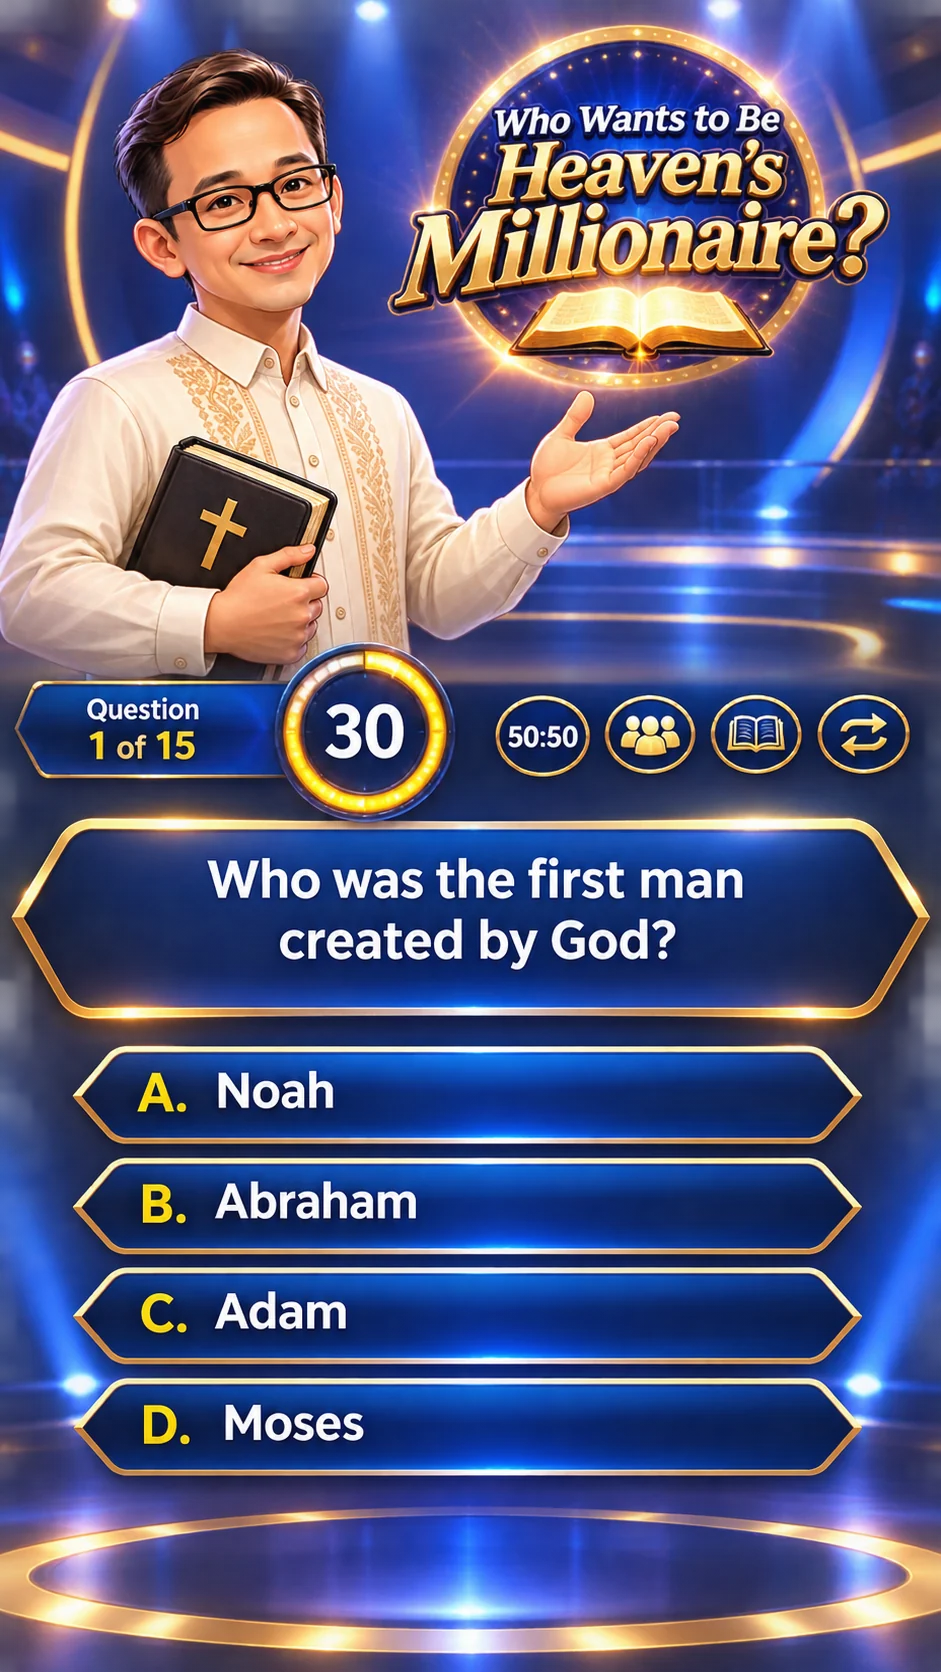 Who Wants to Be
Heaven's
Millionaire?
Question
1 of 15
30
50:50
Who was the first man
created by God?
A. Noah
B. Abraham
C. Adam
D. Moses